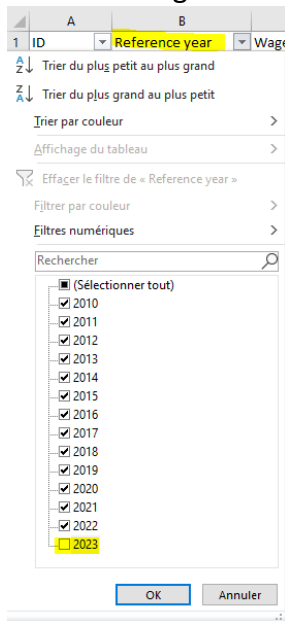 A B
1 ID Reference year Wage
Trier du plus petit au plus grand
Trier du plus grand au plus petit
Trier par couleur
Affichage du tableau
Effacer le filtre de « Reference year »
Filtrer par couleur
Filtres numériques
Rechercher
(Sélectionner tout)
2010
2011
2012
2013
2014
2015
2016
2017
2018
2019
2020
2021
2022
2023
OK Annuler